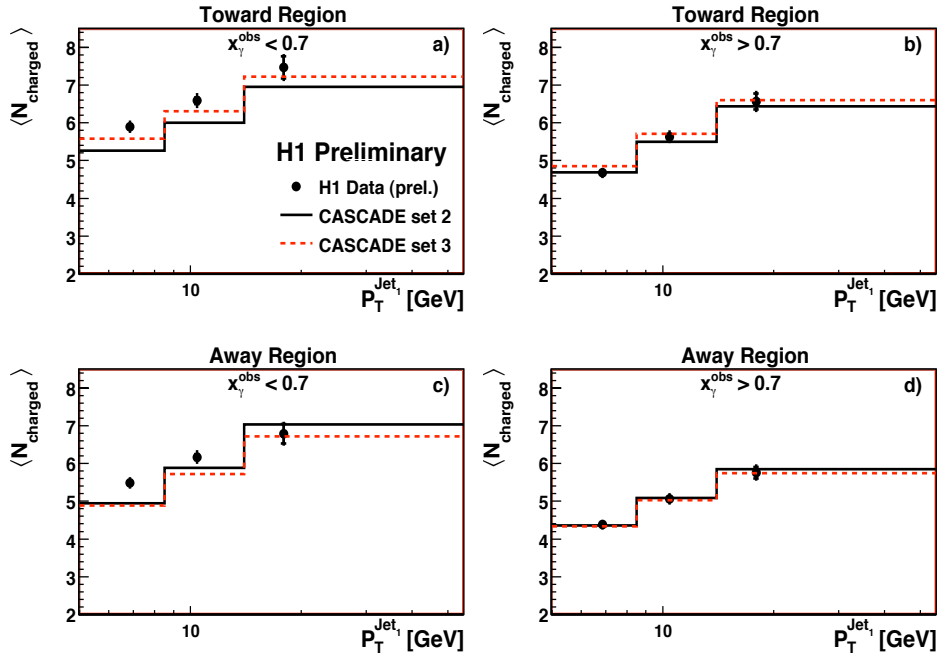 Toward Region
x_γ^obs < 0.7
a)
⟨N_charged⟩
8
7
6
5
4
3
2
H1 Preliminary
H1 Data (prel.)
CASCADE set 2
CASCADE set 3
10
P_T^Jet_1 [GeV]
Toward Region
x_γ^obs > 0.7
b)
⟨N_charged⟩
8
7
6
5
4
3
2
10
P_T^Jet_1 [GeV]
Away Region
x_γ^obs < 0.7
c)
⟨N_charged⟩
8
7
6
5
4
3
2
10
P_T^Jet_1 [GeV]
Away Region
x_γ^obs > 0.7
d)
⟨N_charged⟩
8
7
6
5
4
3
2
10
P_T^Jet_1 [GeV]